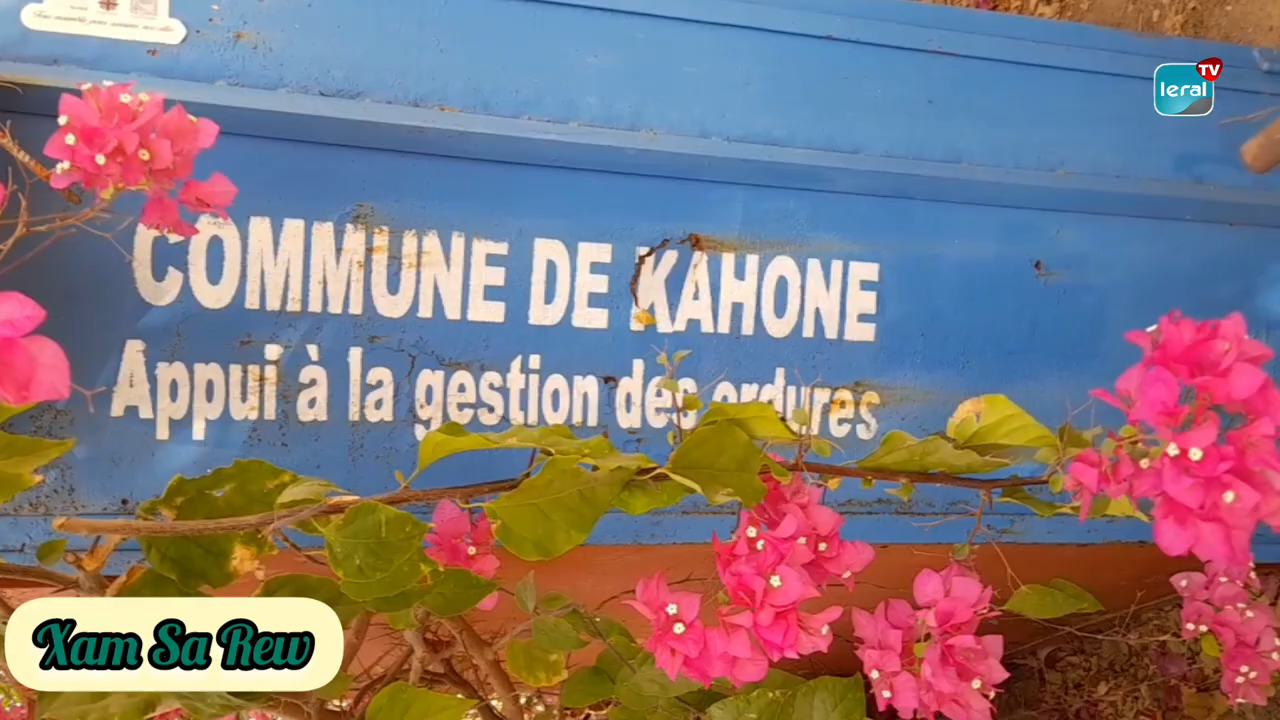 TV
leral
COMMUNE DE KAHONE
Appui à la gestion des ordures
Xam Sa Rew